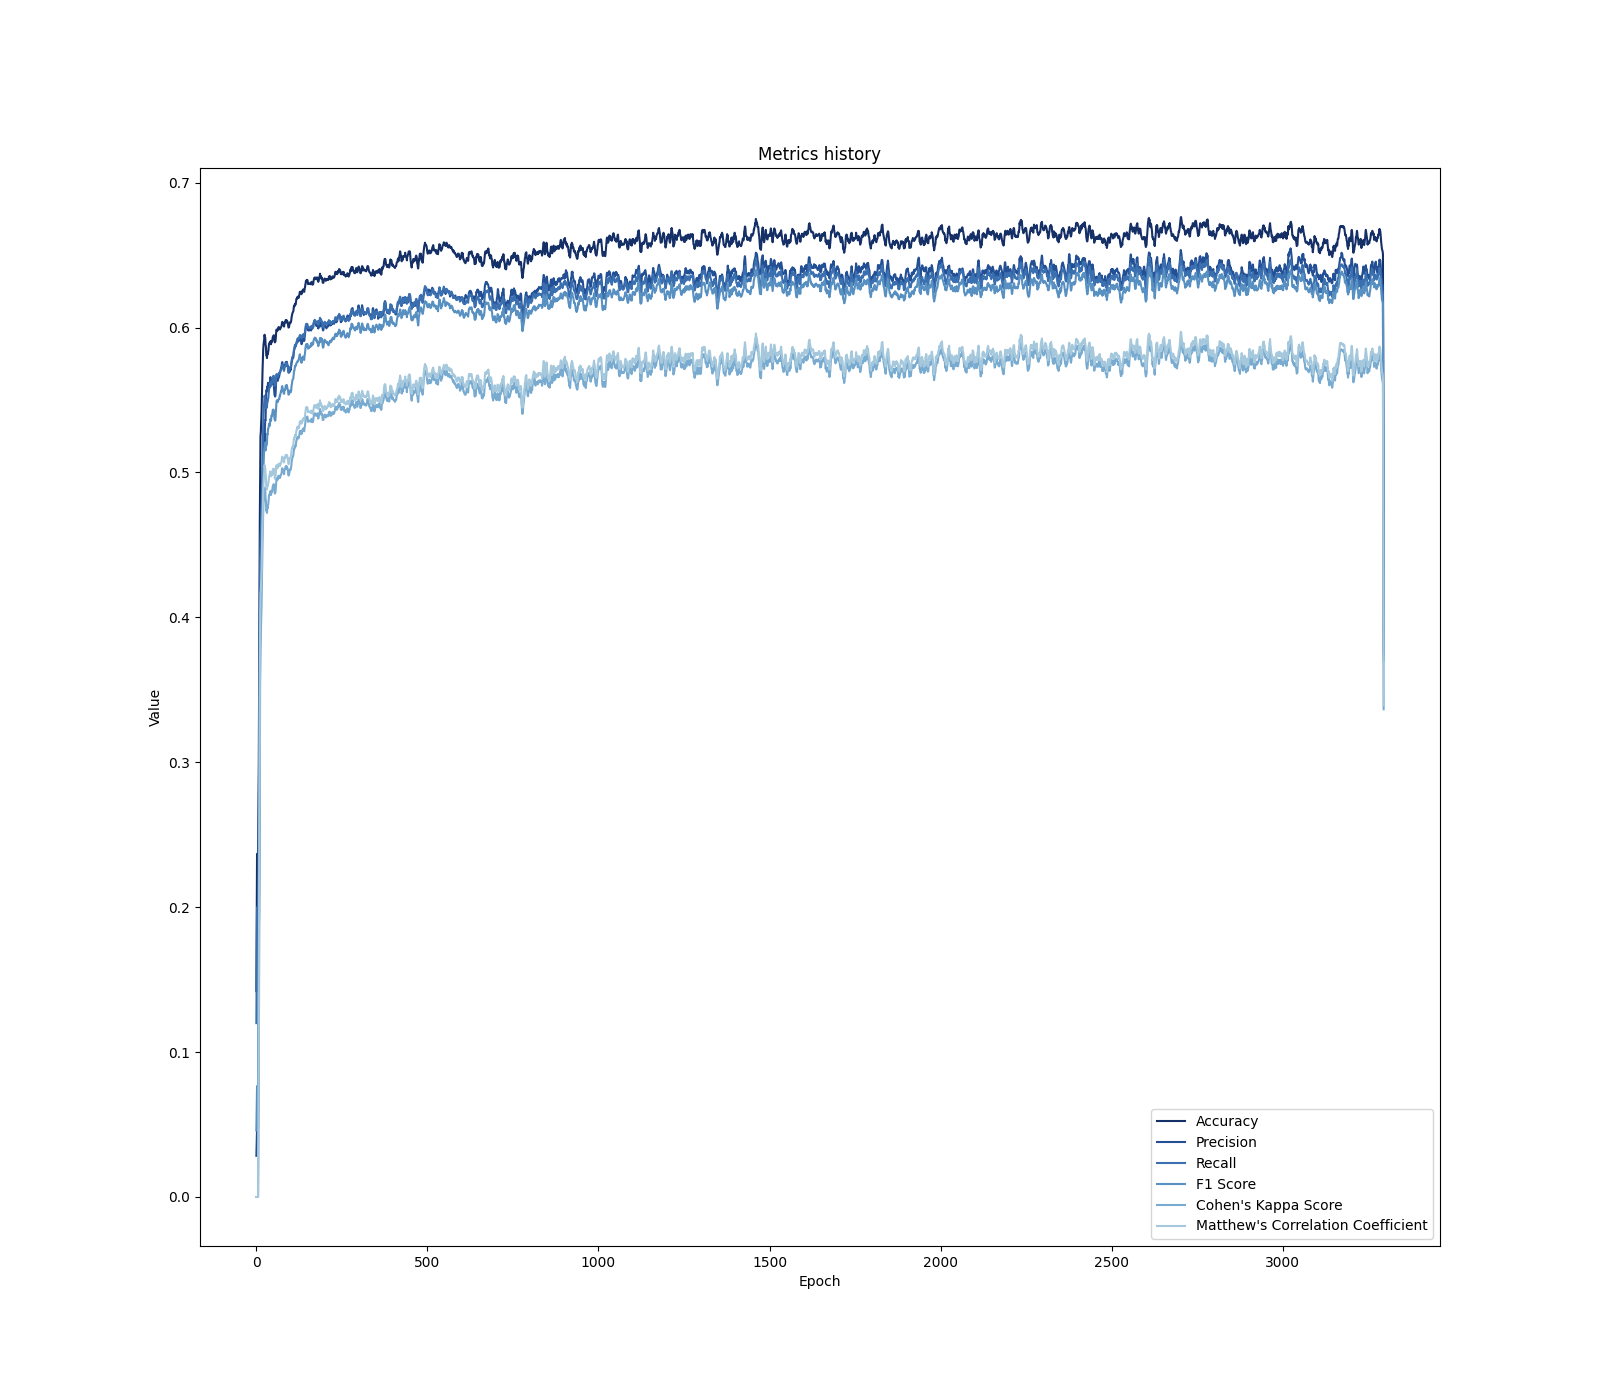 Metrics history
0.7
0.6
0.5
0.4
0.3
0.2
0.1
0.0
Value
0 500 1000 1500 2000 2500 3000
Epoch
Accuracy
Precision
Recall
F1 Score
Cohen's Kappa Score
Matthew's Correlation Coefficient